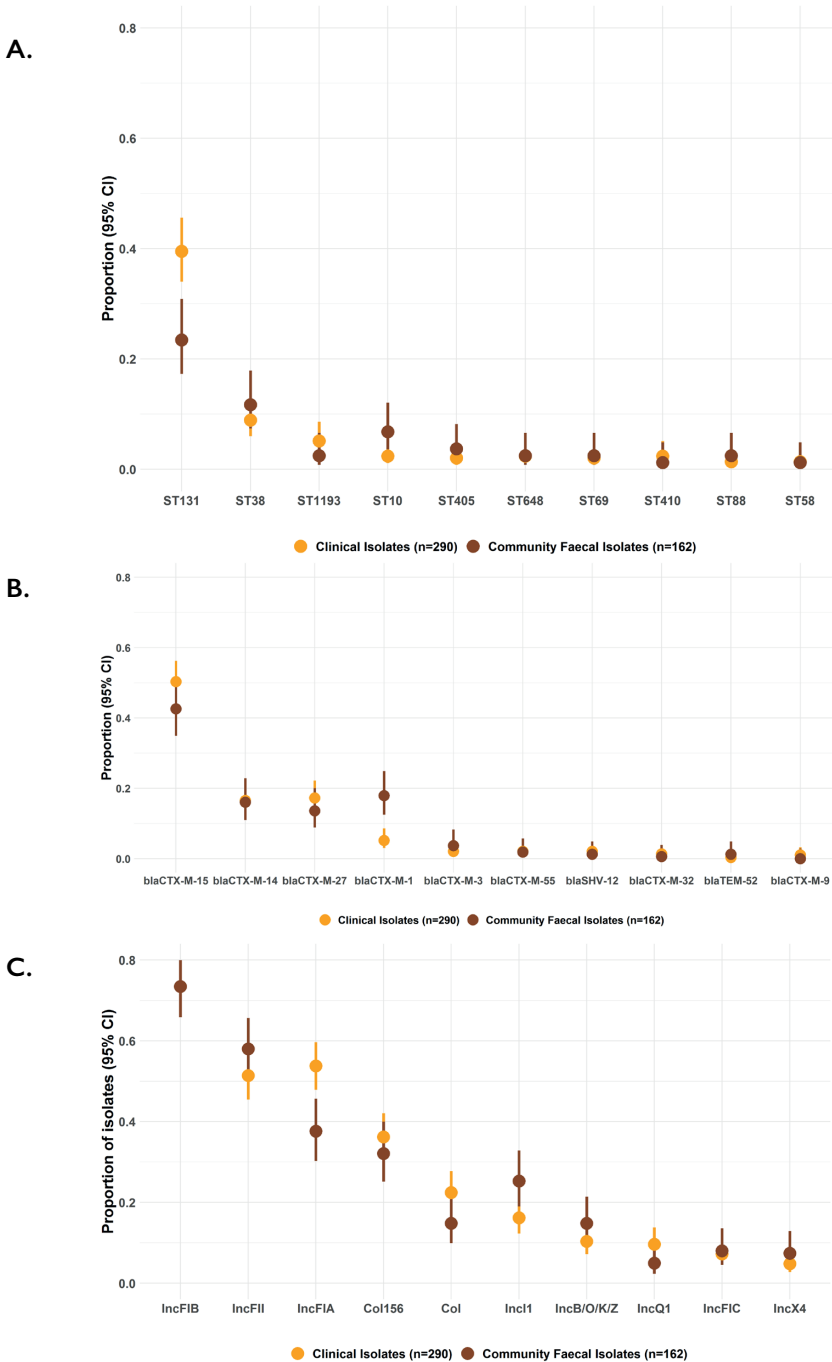 A.
Proportion (95% CI)
0.8
0.6
0.4
0.2
0.0
ST131 ST38 ST1193 ST10 ST405 ST648 ST69 ST410 ST88 ST58
Clinical Isolates (n=290) Community Faecal Isolates (n=162)
B.
Proportion (95% CI)
0.8
0.6
0.4
0.2
0.0
blaCTX-M-15 blaCTX-M-14 blaCTX-M-27 blaCTX-M-1 blaCTX-M-3 blaCTX-M-55 blaSHV-12 blaCTX-M-32 blaTEM-52 blaCTX-M-9
Clinical Isolates (n=290) Community Faecal Isolates (n=162)
C.
Proportion of isolates (95% CI)
0.8
0.6
0.4
0.2
0.0
IncFIB IncFII IncFIA Col156 Col IncI1 IncB/O/K/Z IncQ1 IncFIC IncX4
Clinical Isolates (n=290) Community Faecal Isolates (n=162)